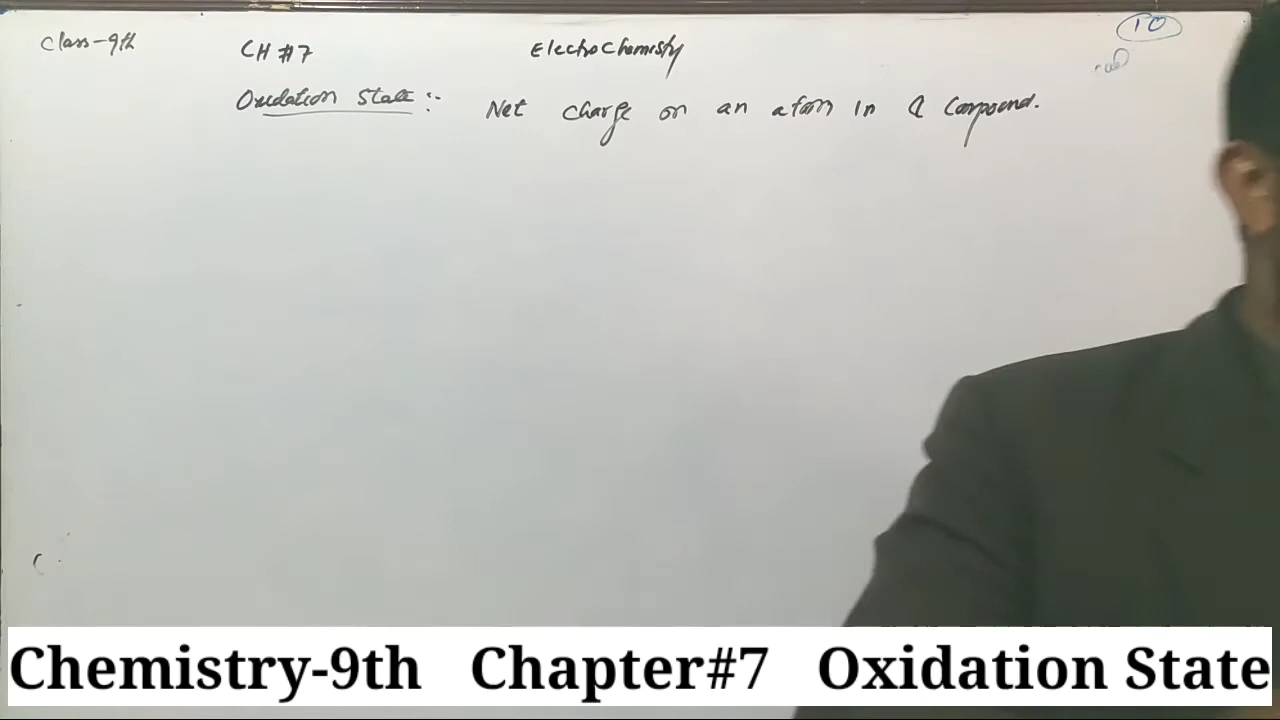 Class-9th CH #7 ElectroChemistry 10
Oxidation State :- Net charge on an atom in a Compound.
Chemistry-9th Chapter#7 Oxidation State